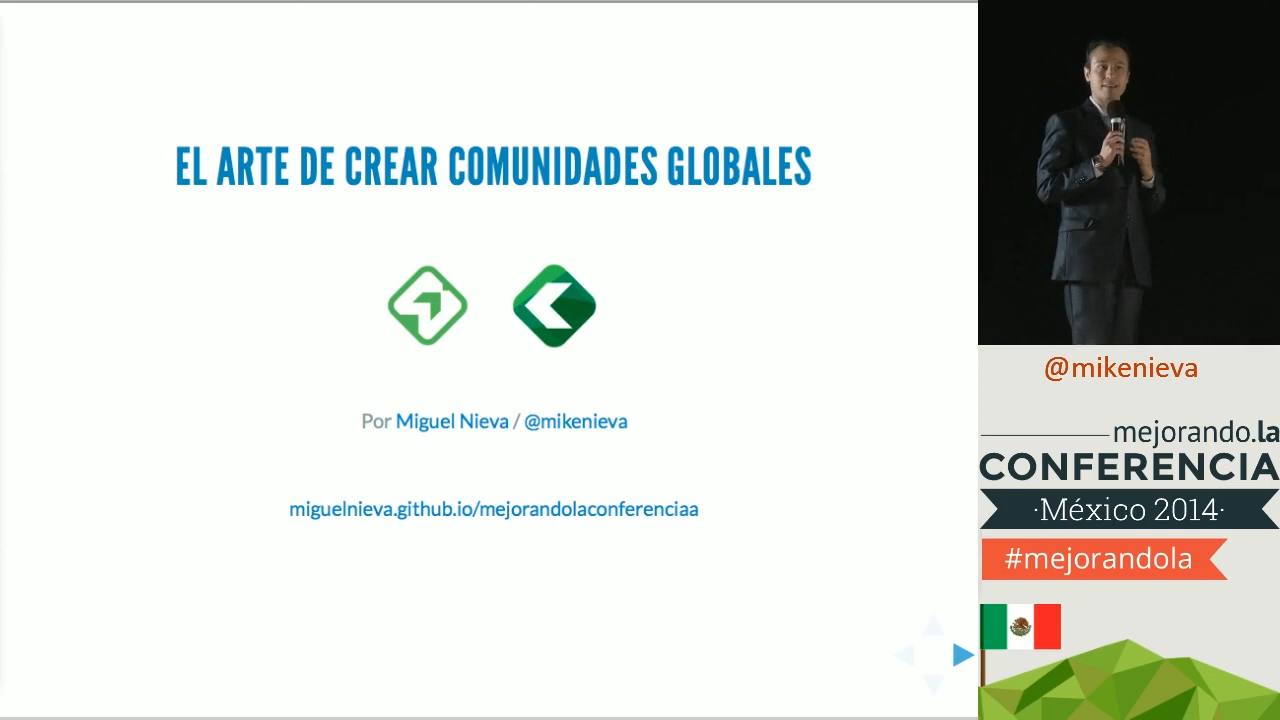 EL ARTE DE CREAR COMUNIDADES GLOBALES
Por Miguel Nieva / @mikenieva
miguelnieva.github.io/mejorandolaconferenciaa
@mikenieva
mejorando.la
CONFERENCIA
·México 2014·
#mejorandola